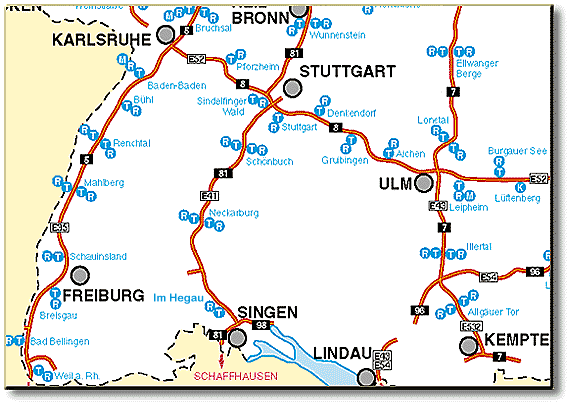 KEN
BRONN
Wunnenstein
Bruchsal
M T R
R T
KARLSRUHE
5
81
E52
Pforzheim
R T
R T T R
Ellwanger
Berge
STUTTGART
M R T
Baden-Baden
8
Sindelfinger
Wald
T R
7
Bühl
R T R
Denkendorf
Lonetal
Stuttgart
8
Renchtal
Grubingen
Aichen
Burgauer See
Schönbuch
5
81
ULM
E52
Lüffenberg
K
Mahlberg
E41
E43
T R M
Leipheim
Neckarburg
7
E35
Schauinsland
Illertal
R T T R
FREIBURG
E54
96
Im Hegau
Breisgau
SINGEN
96
Allgäuer Tor
98
81
E532
KEMPTE
Bad Bellingen
LINDAU
E43
E54
7
Weil a. Rh.
SCHAFFHAUSEN